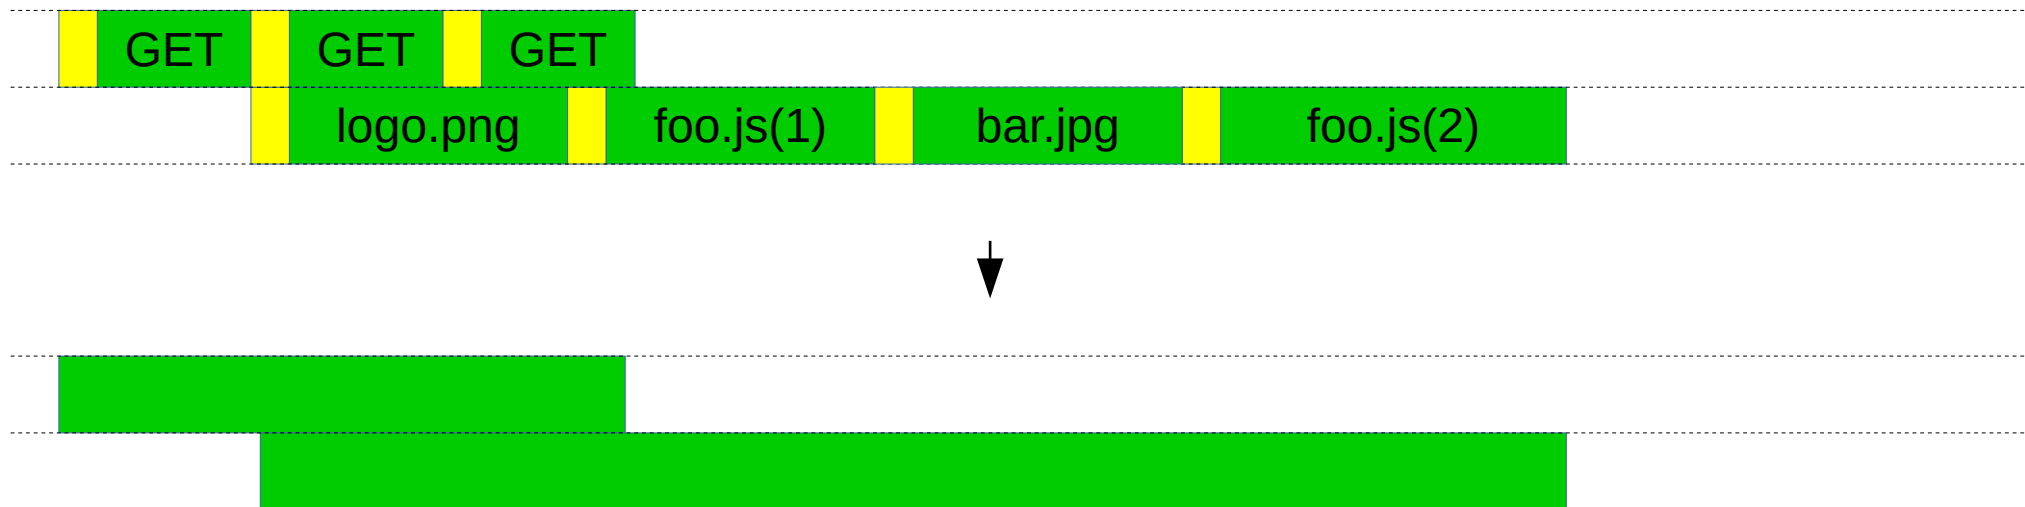 GET GET GET
logo.png foo.js(1) bar.jpg foo.js(2)